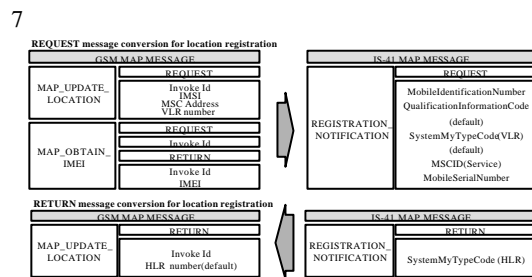 7
REQUEST message conversion for location registration
GSM MAP MESSAGE
REQUEST
MAP_UPDATE_
LOCATION
Invoke Id
IMSI
MSC Address
VLR number
MAP_OBTAIN_
IMEI
REQUEST
Invoke Id
RETURN
Invoke Id
IMEI
IS-41 MAP MESSAGE
REQUEST
REGISTRATION_
NOTIFICATION
MobileIdentificationNumber
QualificationInformationCode
(default)
SystemMyTypeCode(VLR)
(default)
MSCID(Service)
MobileSerialNumber
RETURN message conversion for location registration
GSM MAP MESSAGE
RETURN
MAP_UPDATE_
LOCATION
Invoke Id
HLR number(default)
IS-41 MAP MESSAGE
RETURN
REGISTRATION_
NOTIFICATION
SystemMyTypeCode (HLR)